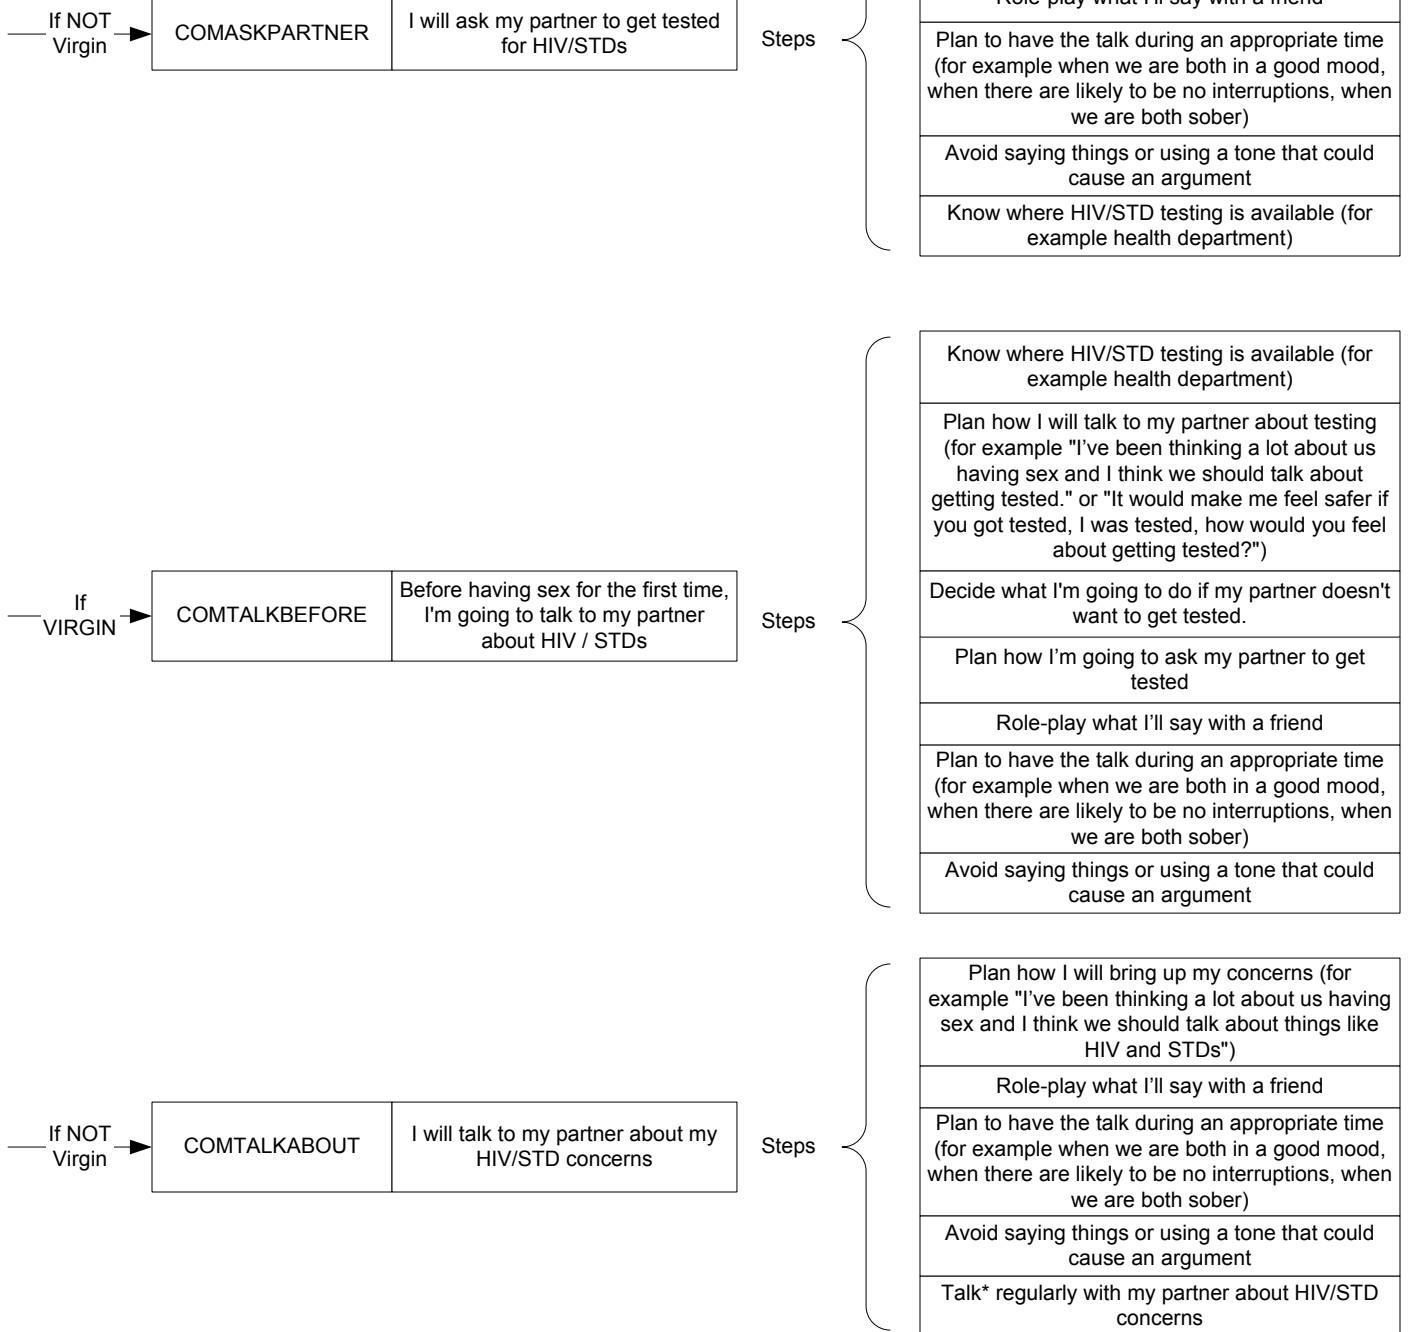 Role-play what I'll say with a friend
If NOT
Virgin
COMASKPARTNER
I will ask my partner to get tested
for HIV/STDs
Steps
Plan to have the talk during an appropriate time
(for example when we are both in a good mood,
when there are likely to be no interruptions, when
we are both sober)
Avoid saying things or using a tone that could
cause an argument
Know where HIV/STD testing is available (for
example health department)
If
VIRGIN
COMTALKBEFORE
Before having sex for the first time,
I'm going to talk to my partner
about HIV / STDs
Steps
Know where HIV/STD testing is available (for
example health department)
Plan how I will talk to my partner about testing
(for example "I’ve been thinking a lot about us
having sex and I think we should talk about
getting tested." or "It would make me feel safer if
you got tested, I was tested, how would you feel
about getting tested?")
Decide what I'm going to do if my partner doesn't
want to get tested.
Plan how I’m going to ask my partner to get
tested
Role-play what I’ll say with a friend
Plan to have the talk during an appropriate time
(for example when we are both in a good mood,
when there are likely to be no interruptions, when
we are both sober)
Avoid saying things or using a tone that could
cause an argument
If NOT
Virgin
COMTALKABOUT
I will talk to my partner about my
HIV/STD concerns
Steps
Plan how I will bring up my concerns (for
example "I’ve been thinking a lot about us having
sex and I think we should talk about things like
HIV and STDs")
Role-play what I’ll say with a friend
Plan to have the talk during an appropriate time
(for example when we are both in a good mood,
when there are likely to be no interruptions, when
we are both sober)
Avoid saying things or using a tone that could
cause an argument
Talk* regularly with my partner about HIV/STD
concerns